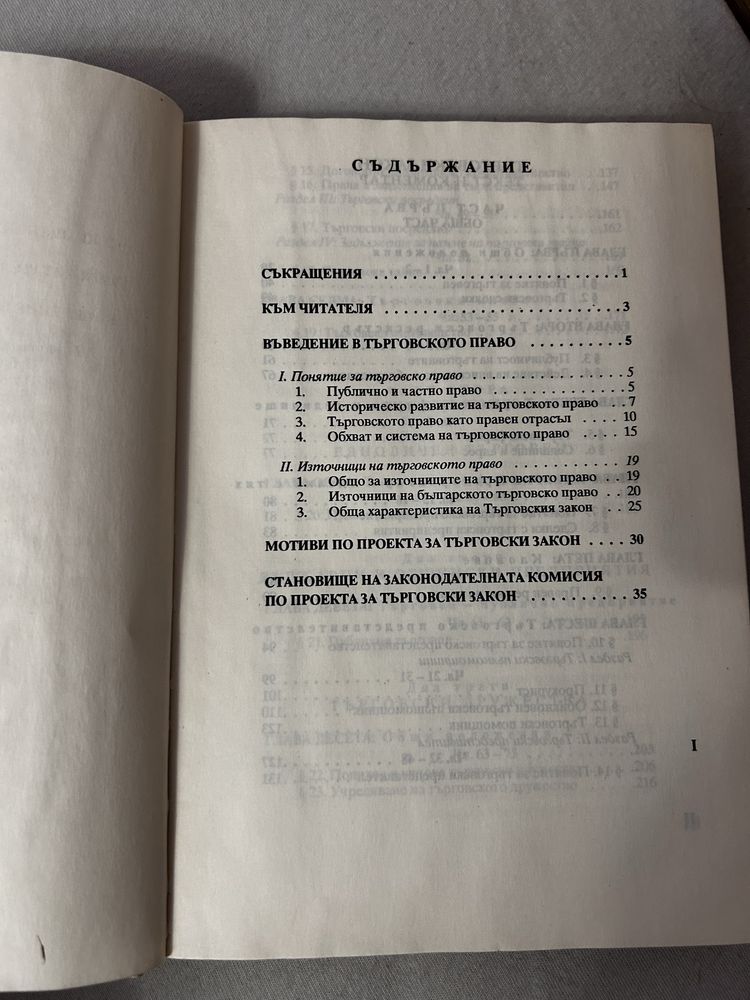 СЪДЪРЖАНИЕ
СЪКРАЩЕНИЯ . . . . . . . . . . . . . . . . . . . . . . . . . 1
КЪМ ЧИТАТЕЛЯ . . . . . . . . . . . . . . . . . . . . . . . . 3
ВЪВЕДЕНИЕ В ТЪРГОВСКОТО ПРАВО . . . . . . . . . . 5
I. Понятие за търговско право . . . . . . . . . . . . . . . 5
1. Публично и частно право . . . . . . . . . . . . . 5
2. Историческо развитие на търговското право . . 7
3. Търговското право като правен отрасъл . . . . 10
4. Обхват и система на търговското право . . . . 15
II. Източници на търговското право . . . . . . . . . . . 19
1. Общо за източниците на търговското право . . 19
2. Източници на българското търговско право . . 20
3. Обща характеристика на Търговския закон . . 25
МОТИВИ ПО ПРОЕКТА ЗА ТЪРГОВСКИ ЗАКОН . . . . 30
СТАНОВИЩЕ НА ЗАКОНОДАТЕЛНАТА КОМИСИЯ
ПО ПРОЕКТА ЗА ТЪРГОВСКИ ЗАКОН . . . . . . . . . . 35
I